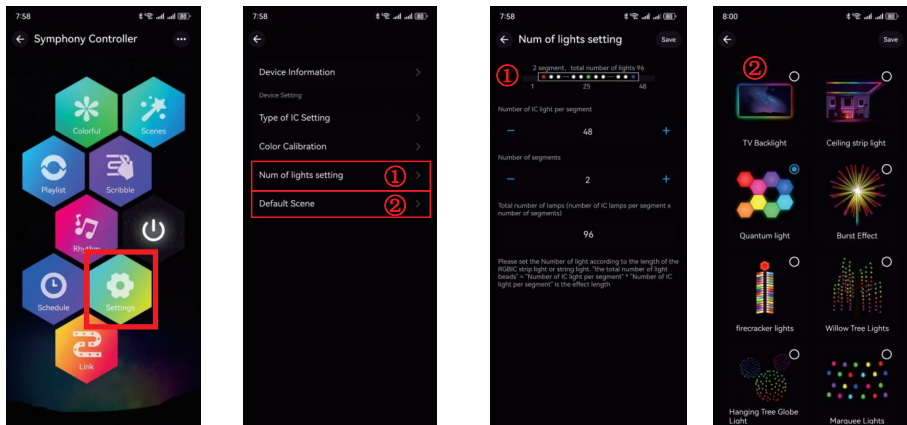 7:58
80
Symphony Controller
Colorful
Scenes
Playlist
Scribble
Rhythm
Schedule
Settings
Link
7:58
80
Device Information
Device Setting
Type of IC Setting
Color Calibration
Num of lights setting
①
Default Scene
②
7:58
80
Num of lights setting
Save
①
2 segment, total number of lights 96
1 25 48
Number of IC light per segment
− 48 +
Number of segments
− 2 +
Total number of lamps (number of IC lamps per segment x
number of segments)
96
Please set the Number of light according to the length of the
RGBIC strip light or string light, "the total number of light
beads" = "Number of IC light per segment" * "Number of IC
light per segment" is the effect length
8:00
80
Save
②
TV Backlight
Ceiling strip light
Quantum light
Burst Effect
firecracker lights
Willow Tree Lights
Hanging Tree Globe
Light
Marquee Lights